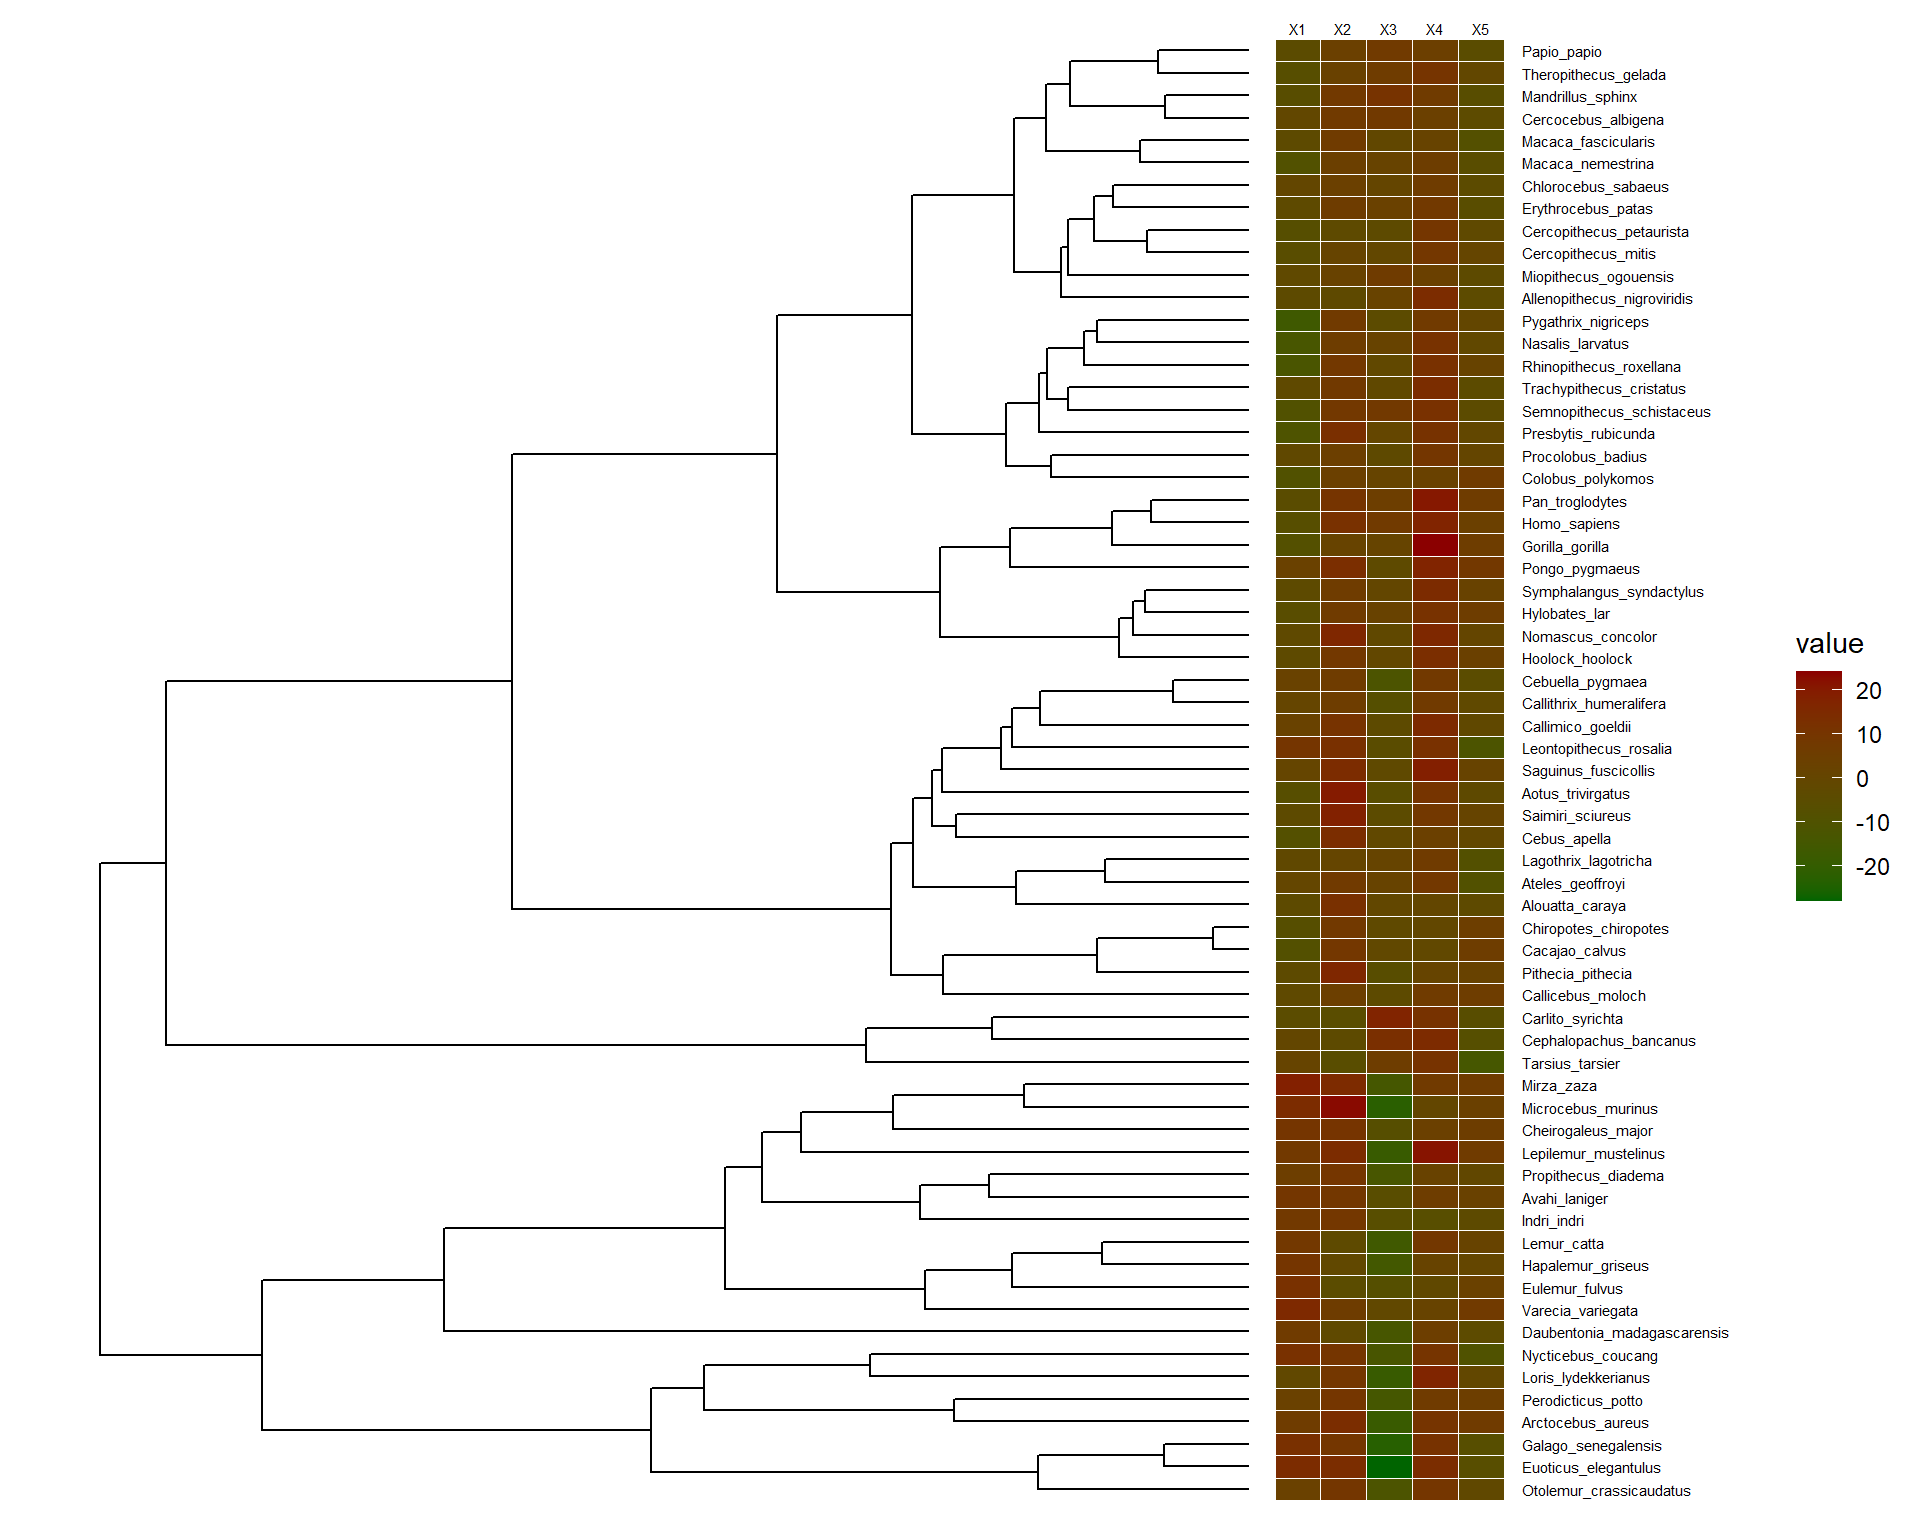 X1 X2 X3 X4 X5
Papio_papio
Theropithecus_gelada
Mandrillus_sphinx
Cercocebus_albigena
Macaca_fascicularis
Macaca_nemestrina
Chlorocebus_sabaeus
Erythrocebus_patas
Cercopithecus_petaurista
Cercopithecus_mitis
Miopithecus_ogouensis
Allenopithecus_nigroviridis
Pygathrix_nigriceps
Nasalis_larvatus
Rhinopithecus_roxellana
Trachypithecus_cristatus
Semnopithecus_schistaceus
Presbytis_rubicunda
Procolobus_badius
Colobus_polykomos
Pan_troglodytes
Homo_sapiens
Gorilla_gorilla
Pongo_pygmaeus
Symphalangus_syndactylus
Hylobates_lar
Nomascus_concolor
Hoolock_hoolock
Cebuella_pygmaea
Callithrix_humeralifera
Callimico_goeldii
Leontopithecus_rosalia
Saguinus_fuscicollis
Aotus_trivirgatus
Saimiri_sciureus
Cebus_apella
Lagothrix_lagotricha
Ateles_geoffroyi
Alouatta_caraya
Chiropotes_chiropotes
Cacajao_calvus
Pithecia_pithecia
Callicebus_moloch
Carlito_syrichta
Cephalopachus_bancanus
Tarsius_tarsier
Mirza_zaza
Microcebus_murinus
Cheirogaleus_major
Lepilemur_mustelinus
Propithecus_diadema
Avahi_laniger
Indri_indri
Lemur_catta
Hapalemur_griseus
Eulemur_fulvus
Varecia_variegata
Daubentonia_madagascarensis
Nycticebus_coucang
Loris_lydekkerianus
Perodicticus_potto
Arctocebus_aureus
Galago_senegalensis
Euoticus_elegantulus
Otolemur_crassicaudatus
value
20
10
0
-10
-20